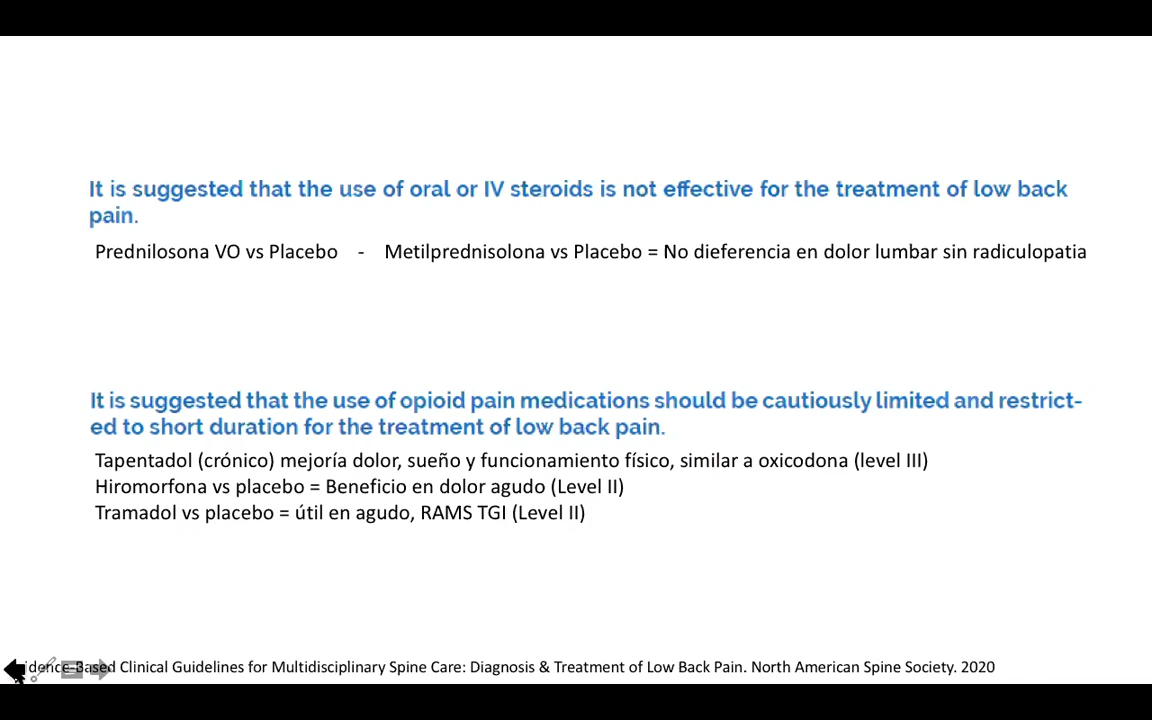 It is suggested that the use of oral or IV steroids is not effective for the treatment of low back
pain.
Prednilosona VO vs Placebo - Metilprednisolona vs Placebo = No dieferencia en dolor lumbar sin radiculopatia
It is suggested that the use of opioid pain medications should be cautiously limited and restrict-
ed to short duration for the treatment of low back pain.
Tapentadol (crónico) mejoría dolor, sueño y funcionamiento físico, similar a oxicodona (level III)
Hiromorfona vs placebo = Beneficio en dolor agudo (Level II)
Tramadol vs placebo = útil en agudo, RAMS TGI (Level II)
idence-Based Clinical Guidelines for Multidisciplinary Spine Care: Diagnosis & Treatment of Low Back Pain. North American Spine Society. 2020